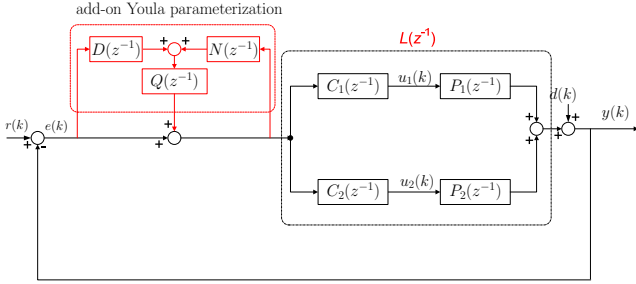 add-on Youla parameterization
L(z⁻¹)
D(z⁻¹)
+
+
N(z⁻¹)
Q(z⁻¹)
C₁(z⁻¹)
u₁(k)
P₁(z⁻¹)
d(k)
r(k)
e(k)
+
-
+
+
+
+
+
+
y(k)
C₂(z⁻¹)
u₂(k)
P₂(z⁻¹)